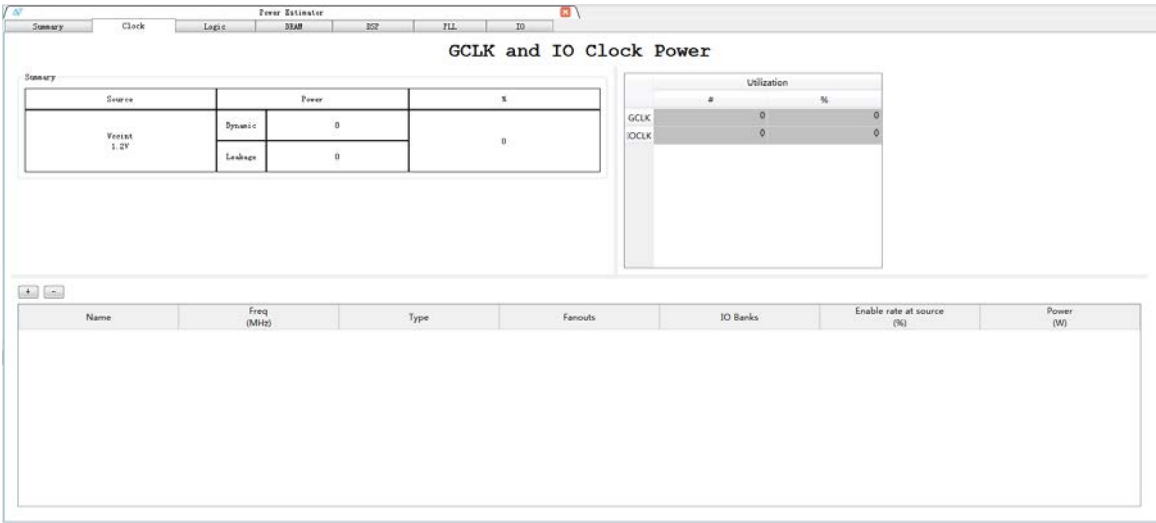 Power Estimator
Summary Clock Logic BRAM DSP PLL IO
GCLK and IO Clock Power
Summary
Source Power %
Vccint
1.2V
Dynamic 0
0
Leakage 0
Utilization
# %
GCLK 0 0
IOCLK 0 0
+ -
Name Freq
(MHz) Type Fanouts IO Banks Enable rate at source
(%) Power
(W)